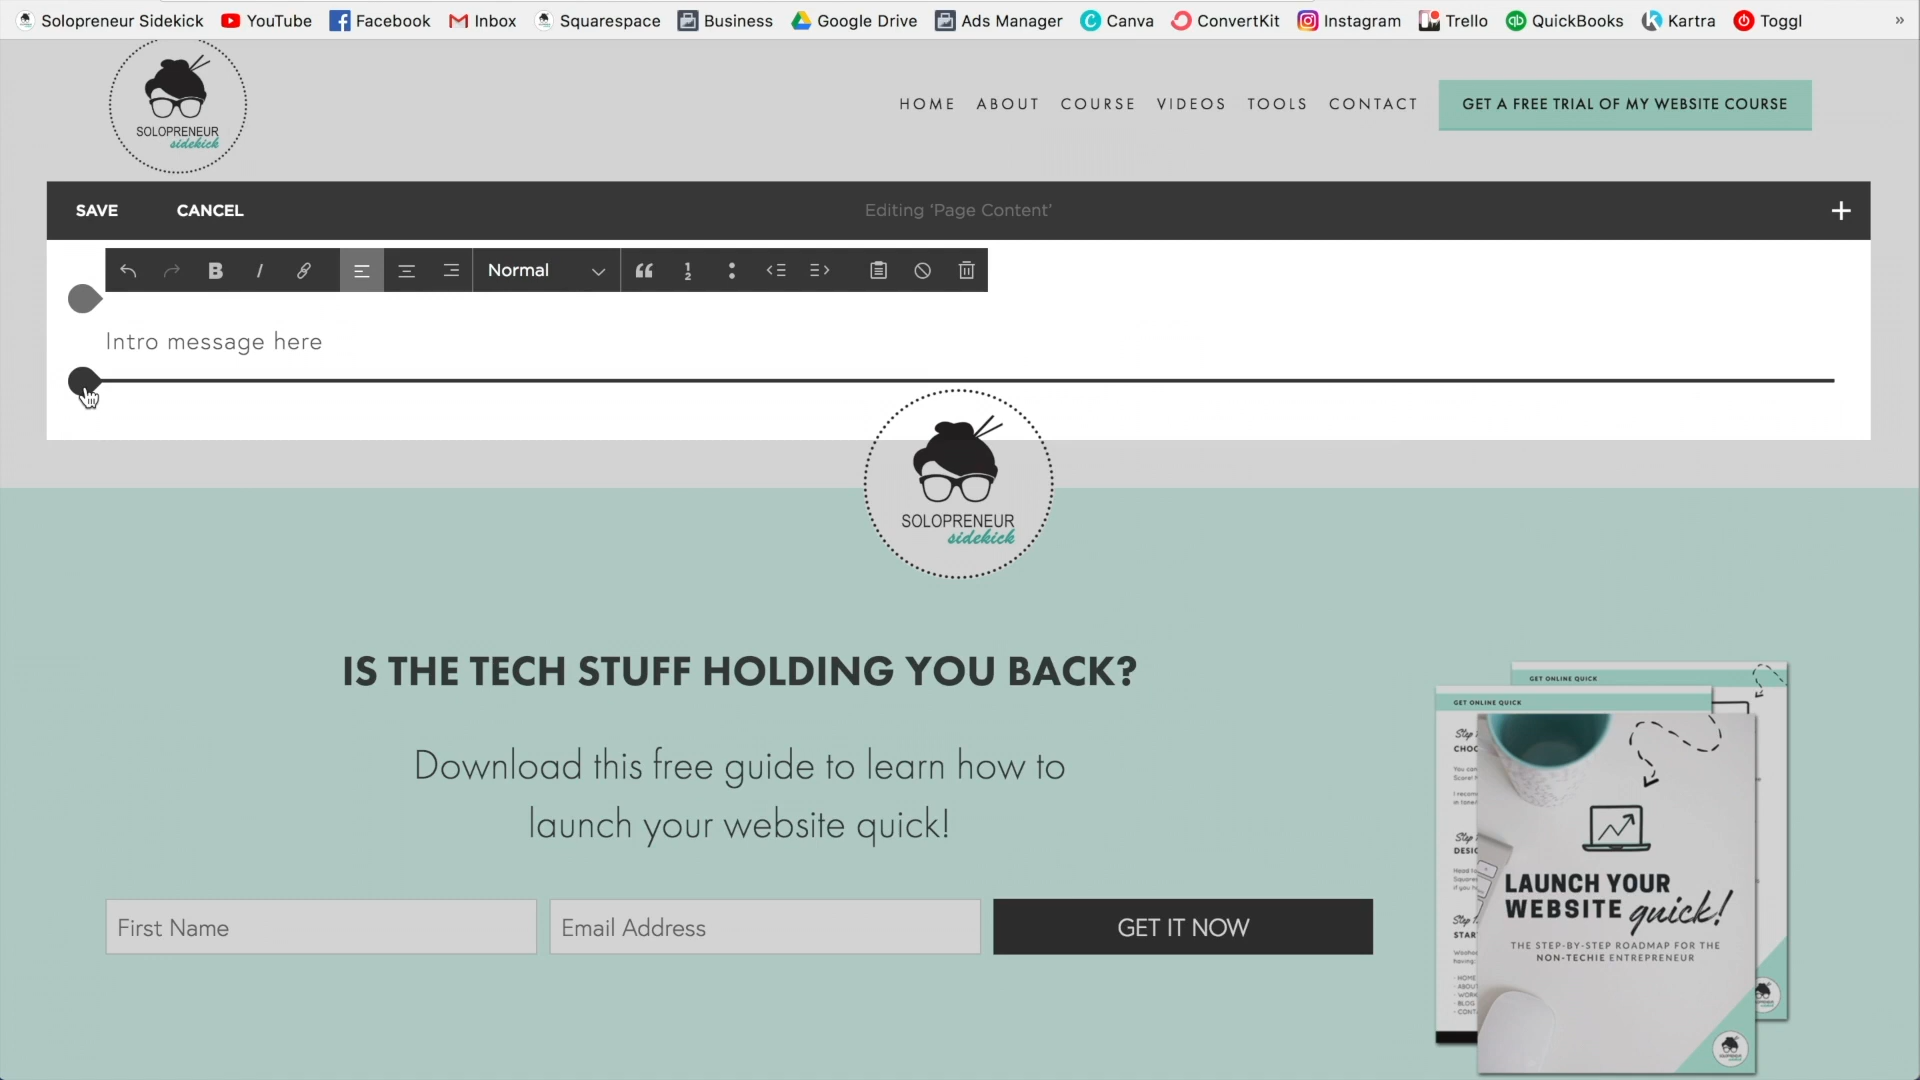 Solopreneur Sidekick YouTube Facebook Inbox Squarespace Business Google Drive Ads Manager Canva ConvertKit Instagram Trello QuickBooks Kartra Toggl »
SOLOPRENEUR
sidekick
HOME ABOUT COURSE VIDEOS TOOLS CONTACT GET A FREE TRIAL OF MY WEBSITE COURSE
SAVE CANCEL Editing 'Page Content' +
B I Normal
Intro message here
SOLOPRENEUR
sidekick
IS THE TECH STUFF HOLDING YOU BACK?
Download this free guide to learn how to
launch your website quick!
First Name Email Address GET IT NOW
GET ONLINE QUICK
GET ONLINE QUICK
LAUNCH YOUR
WEBSITE quick!
THE STEP-BY-STEP ROADMAP FOR THE
NON-TECHIE ENTREPRENEUR